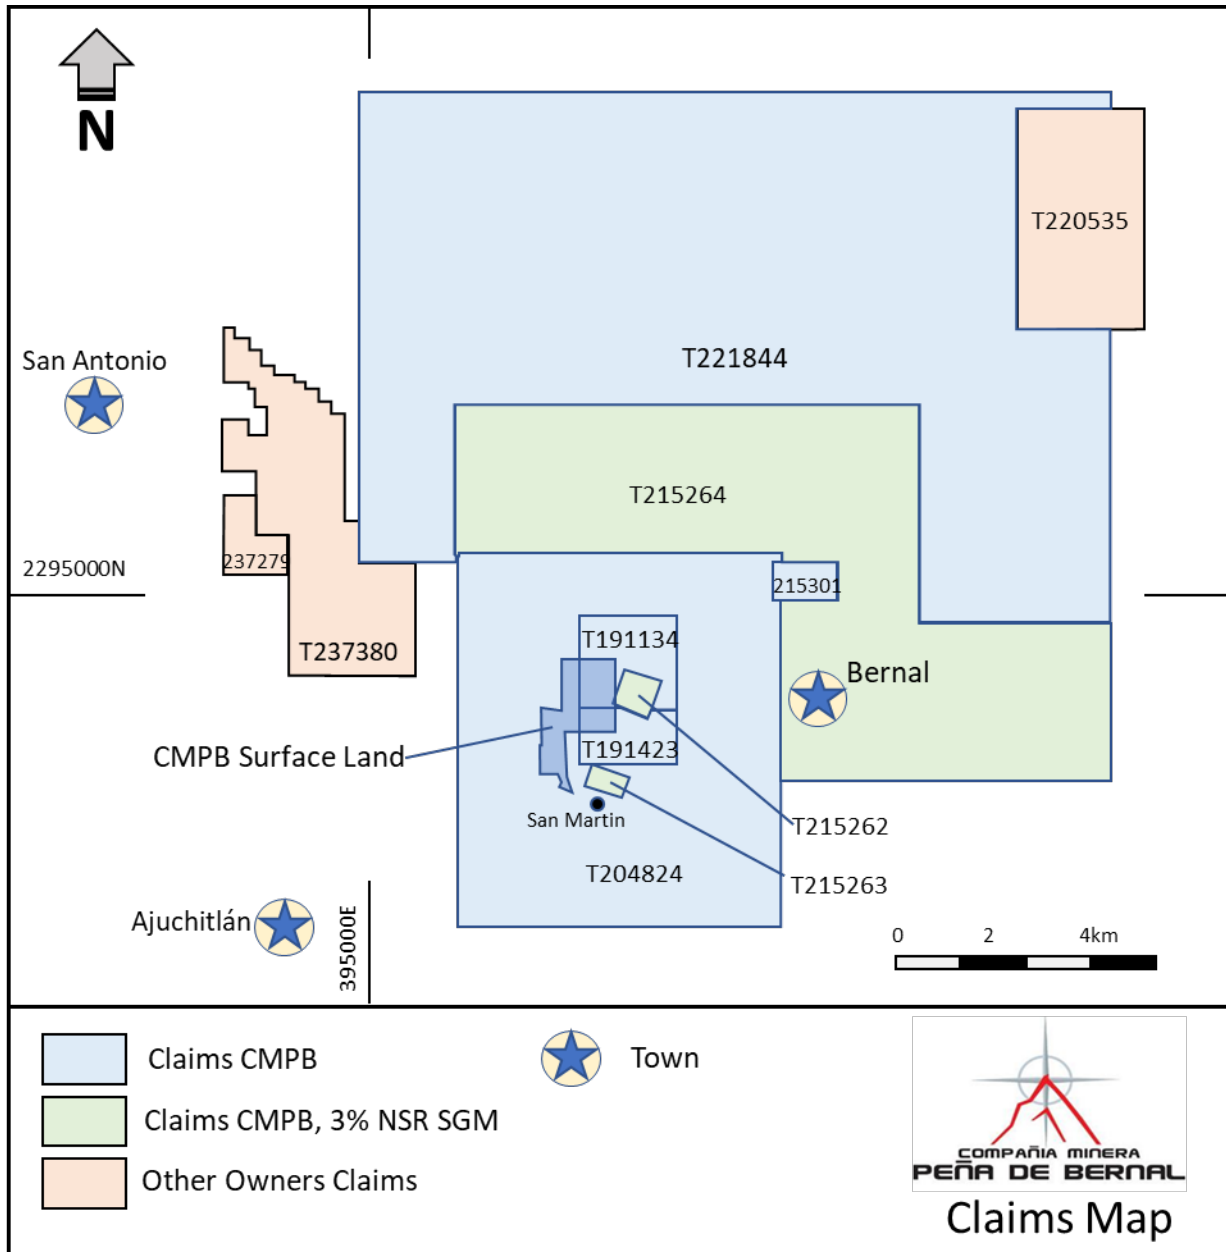 N
T220535
San Antonio
T221844
T215264
2295000N
237279
215301
T191134
T237380
Bernal
CMPB Surface Land
T191423
San Martin
T215262
T204824
T215263
Ajuchitlán
395000E
0 2 4km
Claims CMPB
Town
Claims CMPB, 3% NSR SGM
Other Owners Claims
COMPAÑIA MINERA
PEÑA DE BERNAL
Claims Map